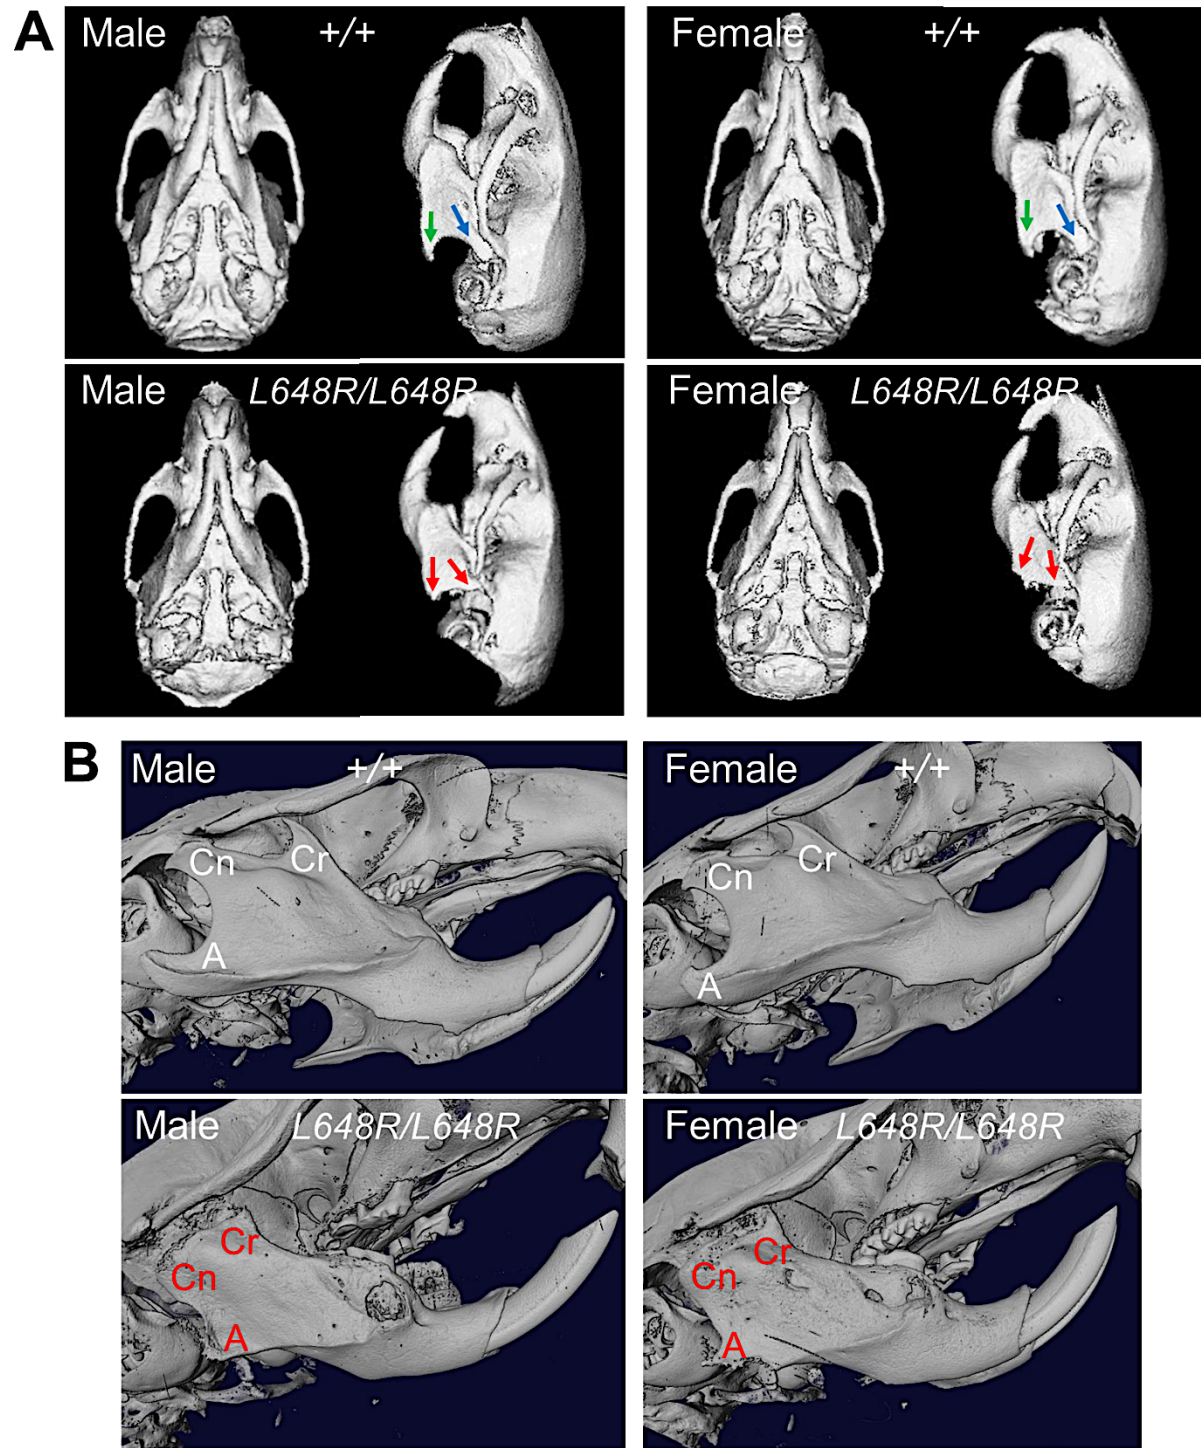 A
Male +/+
Female +/+
Male L648R/L648R
Female L648R/L648R
B
Male +/+
Cn Cr
A
Female +/+
Cn Cr
A
Male L648R/L648R
Cr
Cn
A
Female L648R/L648R
Cr
Cn
A